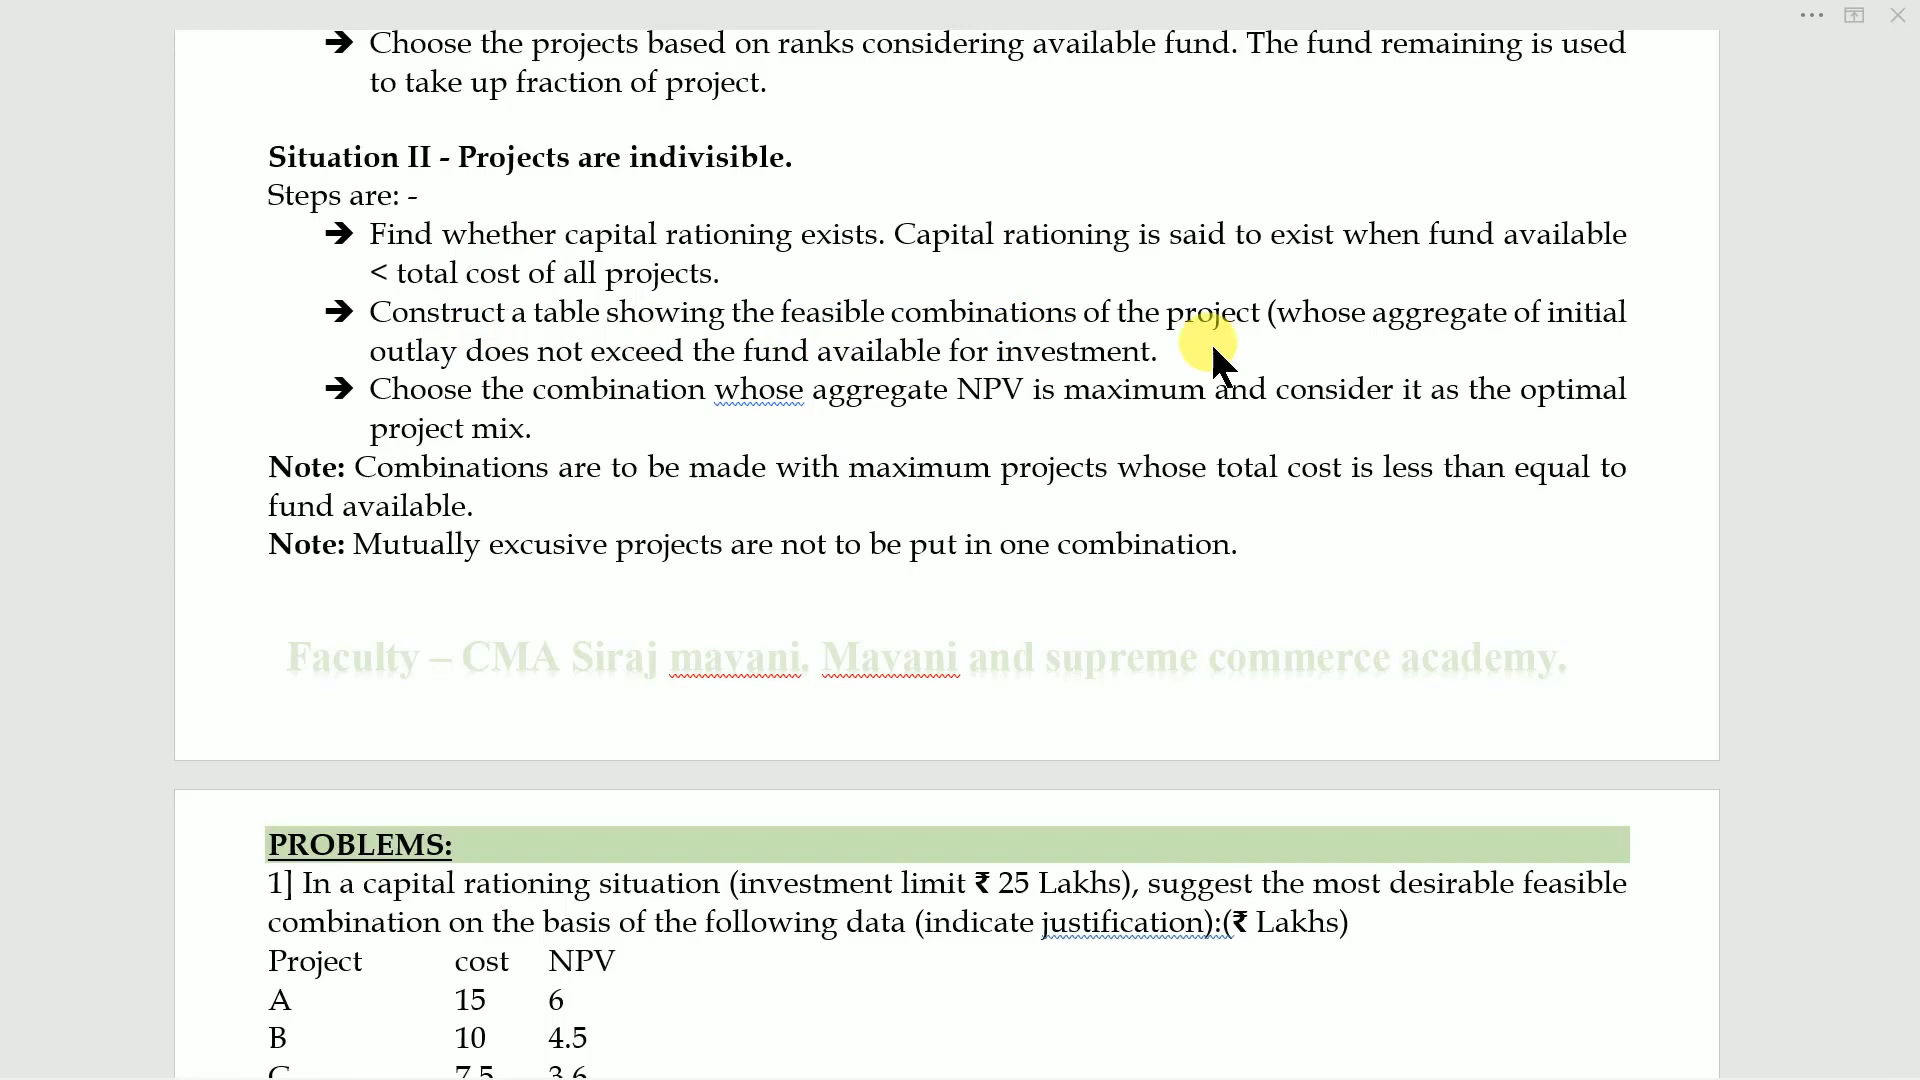 ➔ Choose the projects based on ranks considering available fund. The fund remaining is used
to take up fraction of project.
Situation II - Projects are indivisible.
Steps are: -
➔ Find whether capital rationing exists. Capital rationing is said to exist when fund available
< total cost of all projects.
➔ Construct a table showing the feasible combinations of the project (whose aggregate of initial
outlay does not exceed the fund available for investment.
➔ Choose the combination whose aggregate NPV is maximum and consider it as the optimal
project mix.
Note: Combinations are to be made with maximum projects whose total cost is less than equal to
fund available.
Note: Mutually excusive projects are not to be put in one combination.
Faculty – CMA Siraj mavani. Mavani and supreme commerce academy.
PROBLEMS:
1] In a capital rationing situation (investment limit ₹ 25 Lakhs), suggest the most desirable feasible
combination on the basis of the following data (indicate justification):(₹ Lakhs)
Project cost NPV
A 15 6
B 10 4.5
C 7.5 3.6